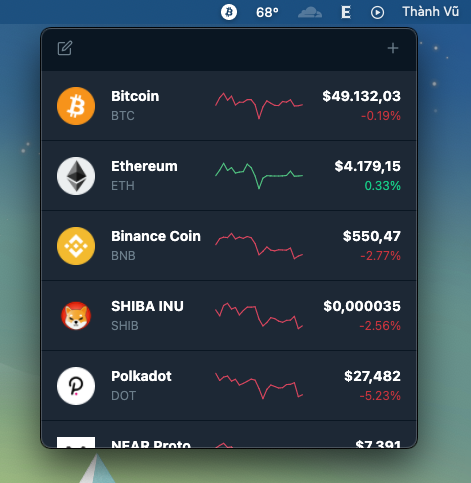 68° E Thành Vũ
Bitcoin $49.132,03
BTC -0.19%
Ethereum $4.179,15
ETH 0.33%
Binance Coin $550,47
BNB -2.77%
SHIBA INU $0,000035
SHIB -2.56%
Polkadot $27,482
DOT -5.23%
NEAR Proto $7,391